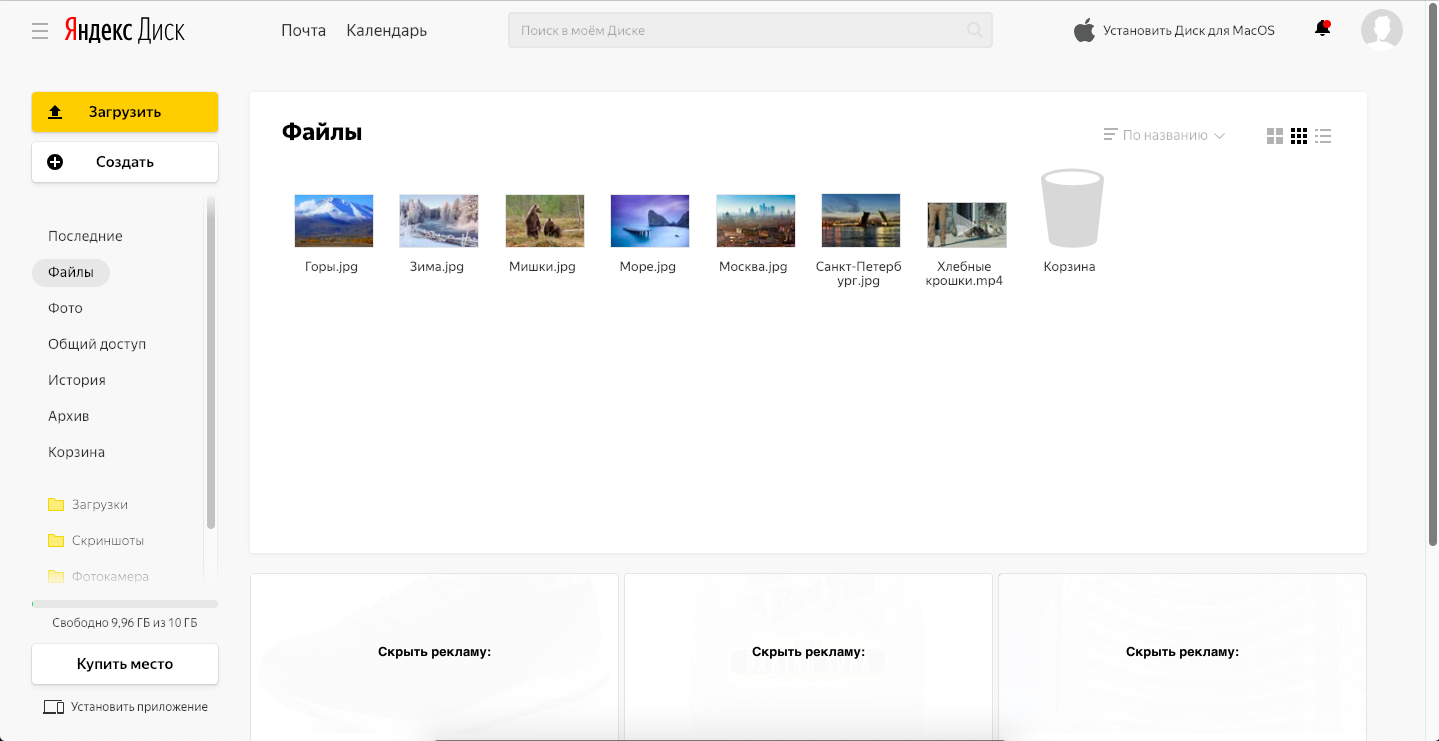 Яндекс Диск
Почта
Календарь
Поиск в моём Диске
Установить Диск для MacOS
Загрузить
Создать
Последние
Файлы
Фото
Общий доступ
История
Архив
Корзина
Загрузки
Скриншоты
Фотокамера
Свободно 9,96 ГБ из 10 ГБ
Купить место
Установить приложение
Файлы
По названию
Горы.jpg
Зима.jpg
Мишки.jpg
Море.jpg
Москва.jpg
Санкт-Петерб
ург.jpg
Хлебные
крошки.mp4
Корзина
Скрыть рекламу:
Скрыть рекламу:
Скрыть рекламу: